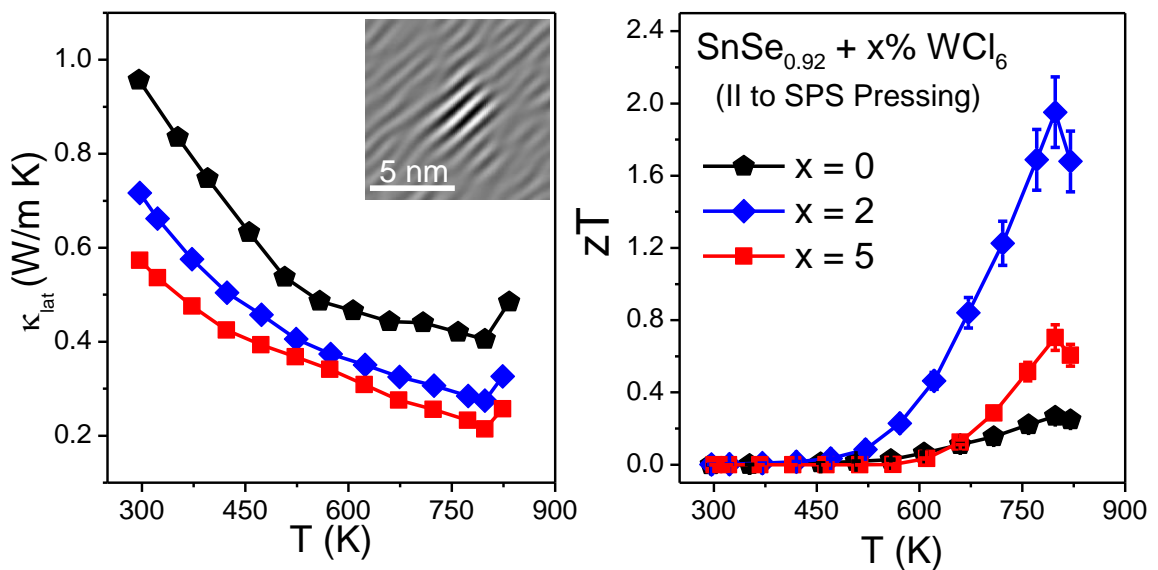 1.0
0.8
0.6
0.4
0.2
κlat (W/m K)
5 nm
300 450 600 750 900
T (K)
2.4
2.0
1.6
1.2
0.8
0.4
0.0
zT
SnSe0.92 + x% WCl6
(II to SPS Pressing)
x = 0
x = 2
x = 5
300 450 600 750 900
T (K)